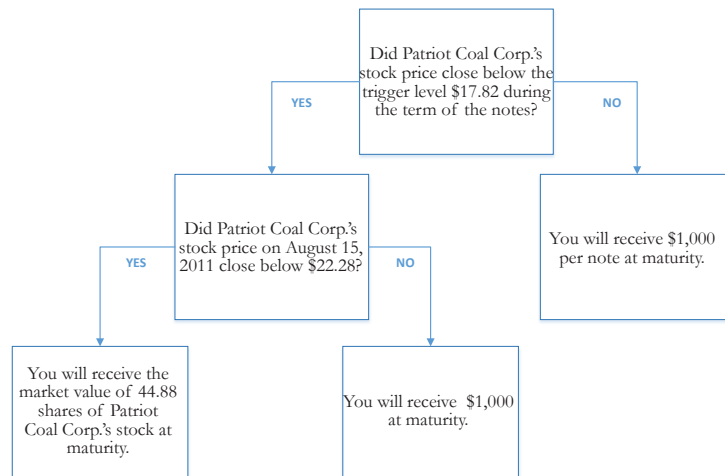 Did Patriot Coal Corp.'s
stock price close below the
trigger level $17.82 during
the term of the notes?
YES
NO
Did Patriot Coal Corp.'s
stock price on August 15,
2011 close below $22.28?
You will receive $1,000
per note at maturity.
YES
NO
You will receive the
market value of 44.88
shares of Patriot
Coal Corp.'s stock at
maturity.
You will receive $1,000
at maturity.